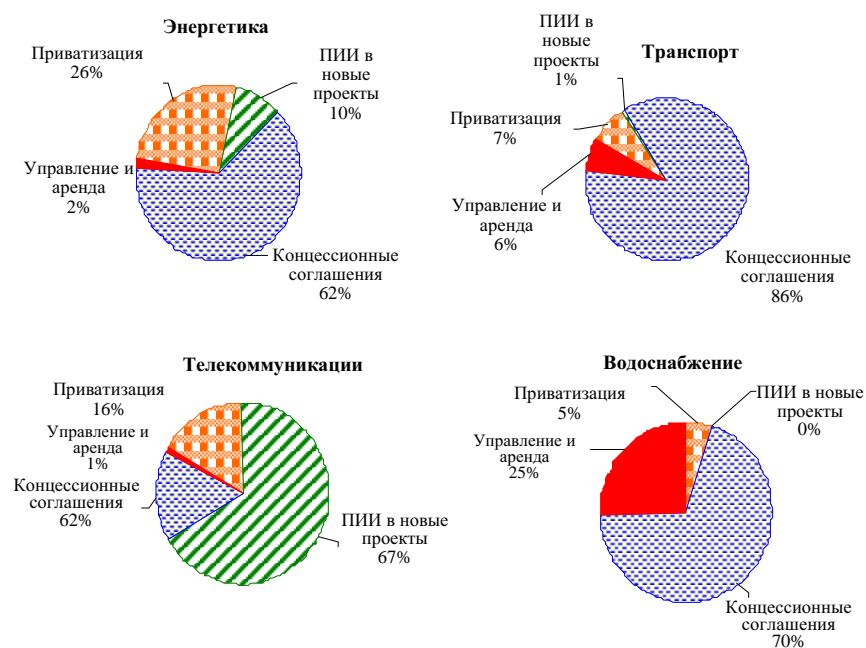 Энергетика
Приватизация
26%
ПИИ в
новые
проекты
10%
Управление и
аренда
2%
Концессионные
соглашения
62%
Транспорт
ПИИ в
новые
проекты
1%
Приватизация
7%
Управление и
аренда
6%
Концессионные
соглашения
86%
Телекоммуникации
Приватизация
16%
Управление и
аренда
1%
Концессионные
соглашения
62%
ПИИ в новые
проекты
67%
Водоснабжение
Приватизация
5%
ПИИ в новые
проекты
0%
Управление и
аренда
25%
Концессионные
соглашения
70%